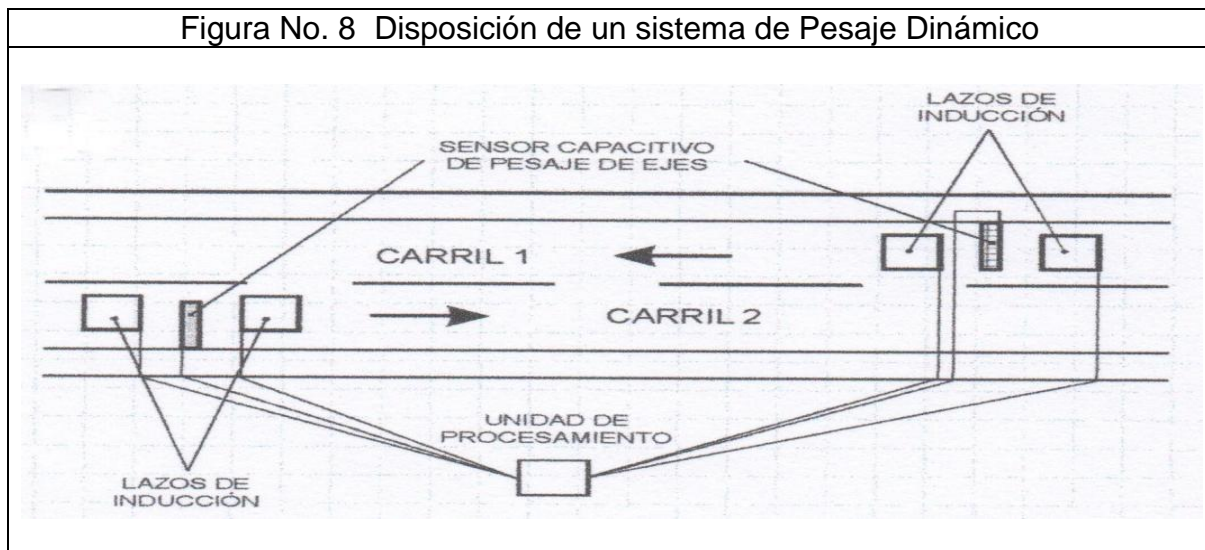 Figura No. 8 Disposición de un sistema de Pesaje Dinámico
LAZOS DE
INDUCCIÓN
SENSOR CAPACITIVO
DE PESAJE DE EJES
CARRIL 1
CARRIL 2
UNIDAD DE
PROCESAMIENTO
LAZOS DE
INDUCCIÓN